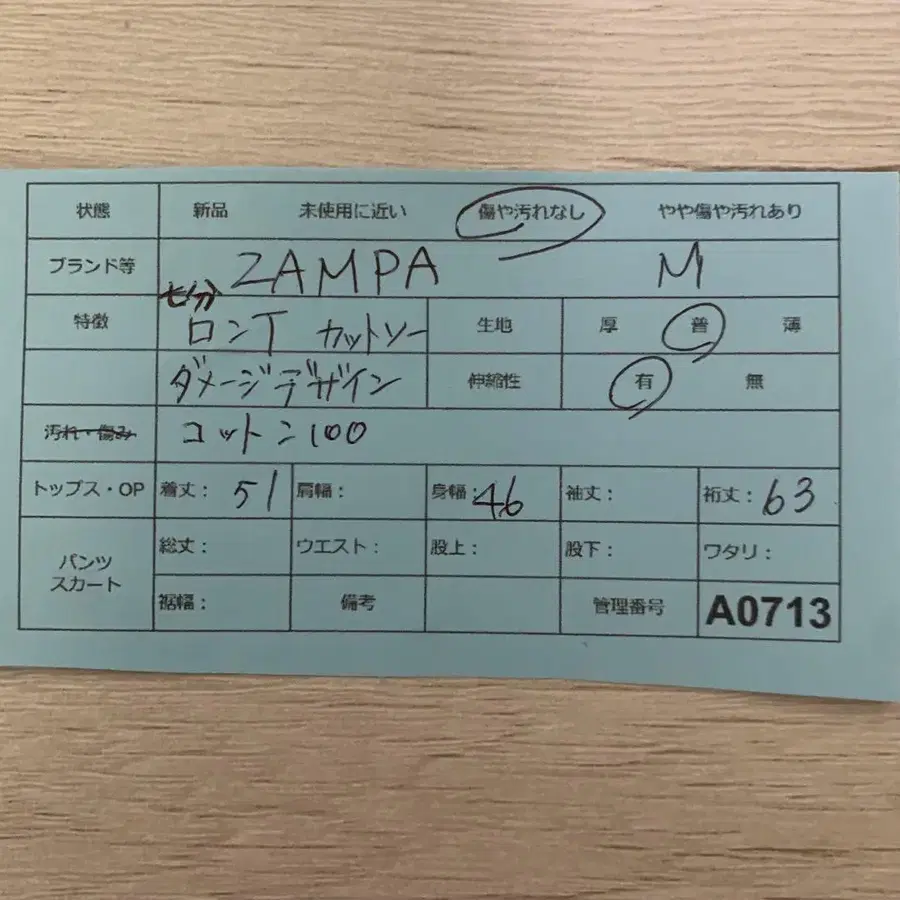 状態 新品 未使用に近い 傷や汚れなし やや傷や汚れあり
ブランド等 ZAMPA M
七分
特徴 ロンT カットソー 生地 厚 普 薄
ダメージデザイン 伸縮性 有 無
汚れ・傷み コットン100
トップス・OP 着丈： 51 肩幅： 身幅： 46 袖丈： 裄丈： 63
パンツ
スカート
総丈： ウエスト： 股上： 股下： ワタリ：
裾幅： 備考 管理番号 A0713